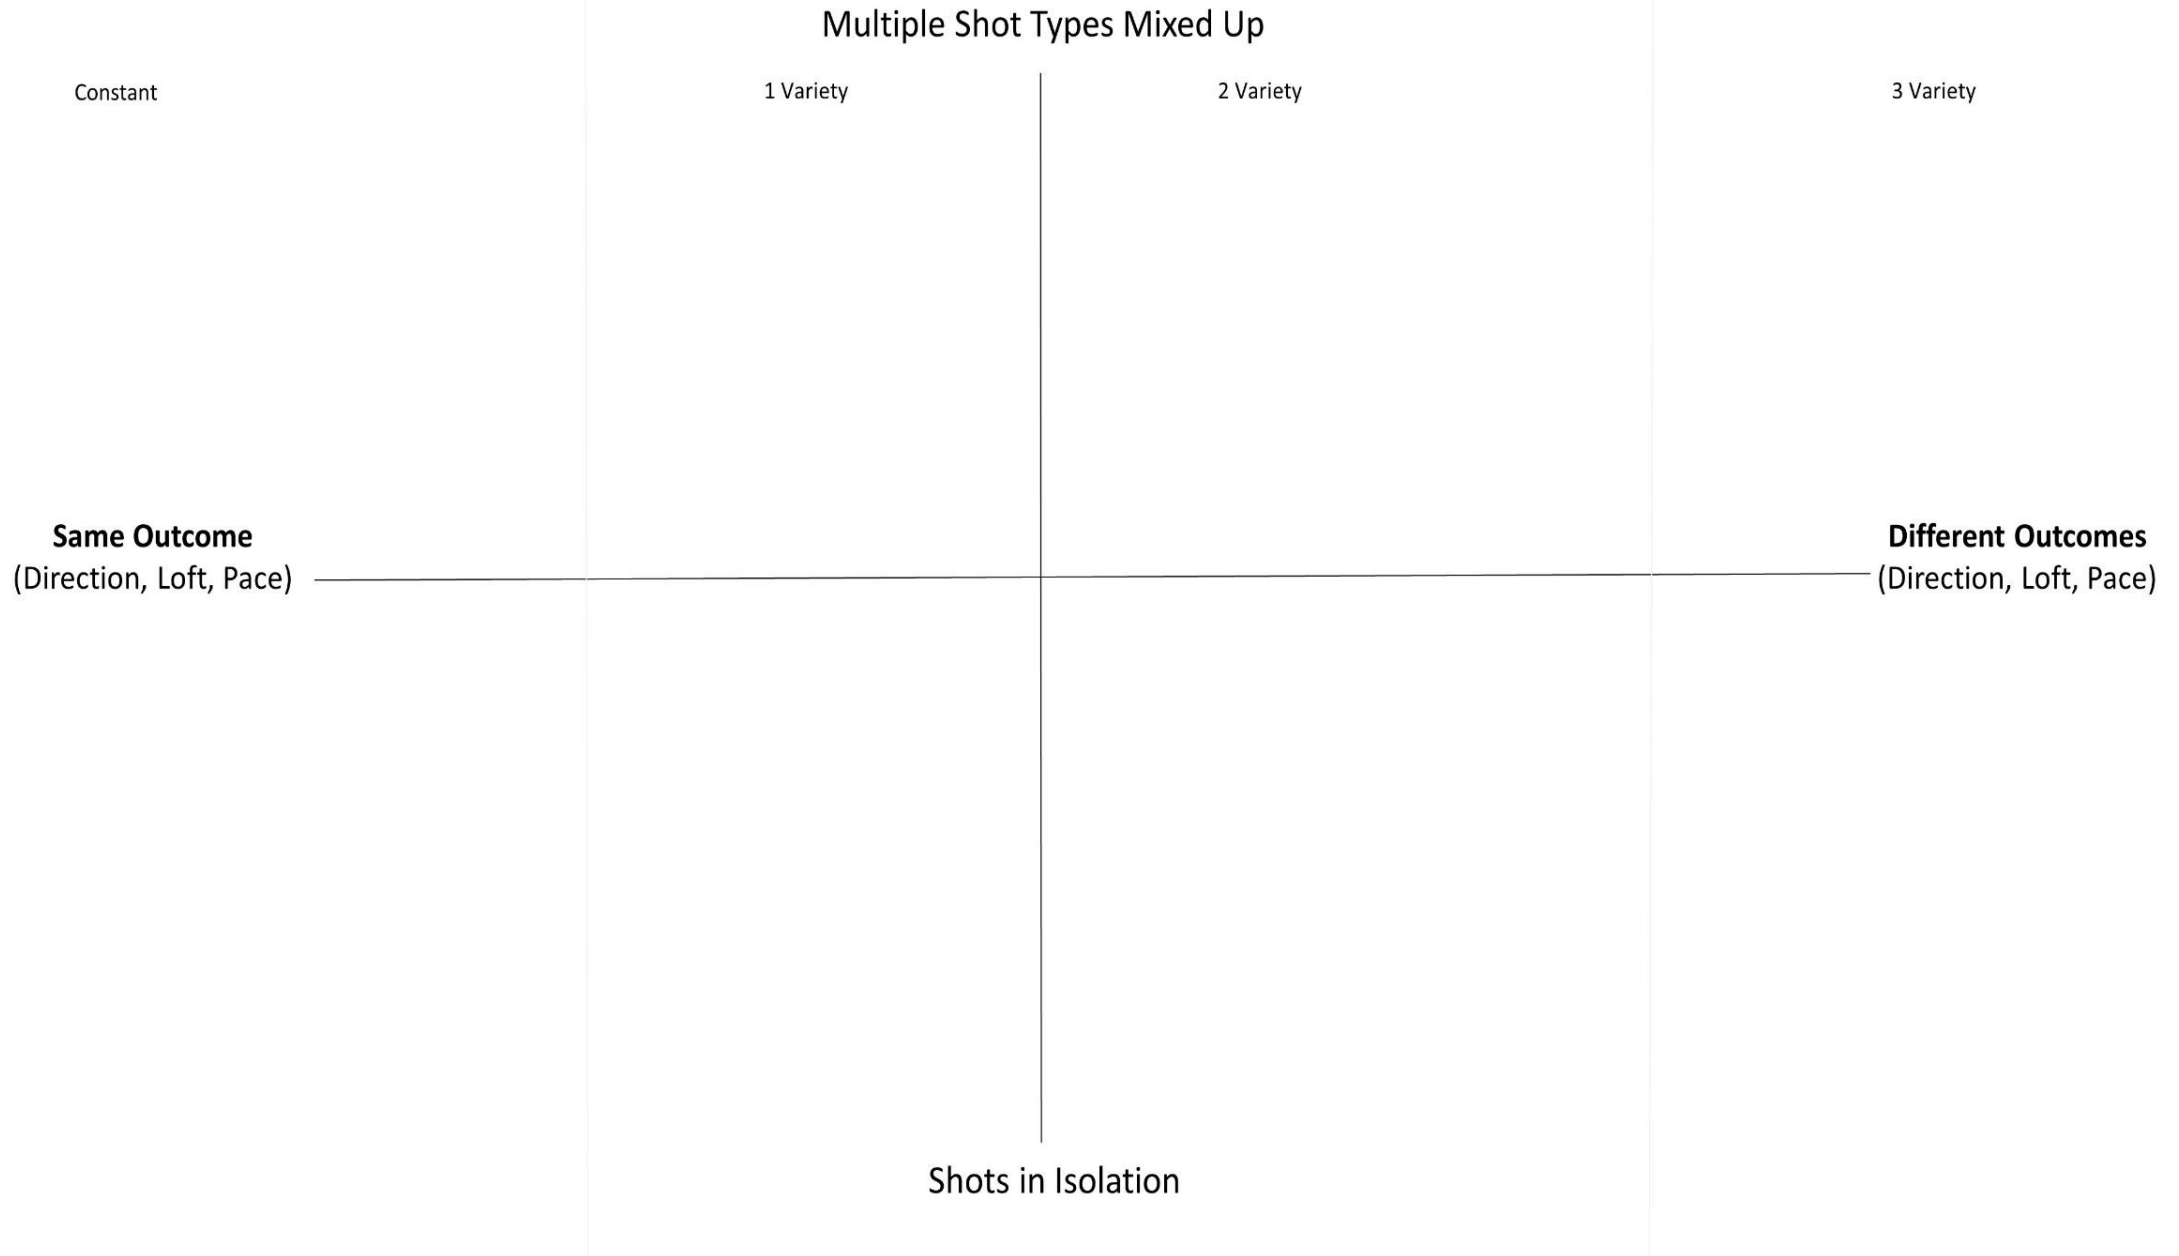 Multiple Shot Types Mixed Up
Constant
1 Variety
2 Variety
3 Variety
Same Outcome
(Direction, Loft, Pace)
Different Outcomes
(Direction, Loft, Pace)
Shots in Isolation